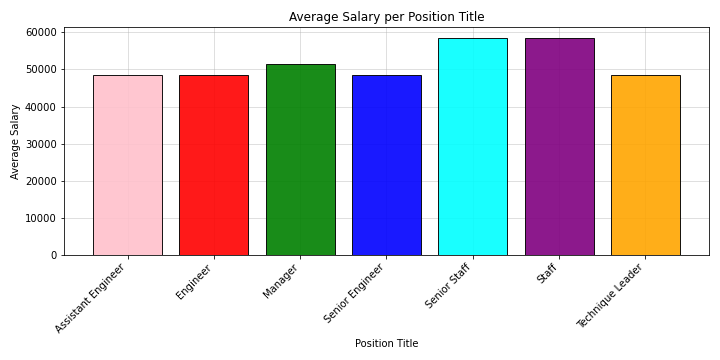 Average Salary per Position Title
Average Salary
60000
50000
40000
30000
20000
10000
0
Assistant Engineer
Engineer
Manager
Senior Engineer
Senior Staff
Staff
Technique Leader
Position Title